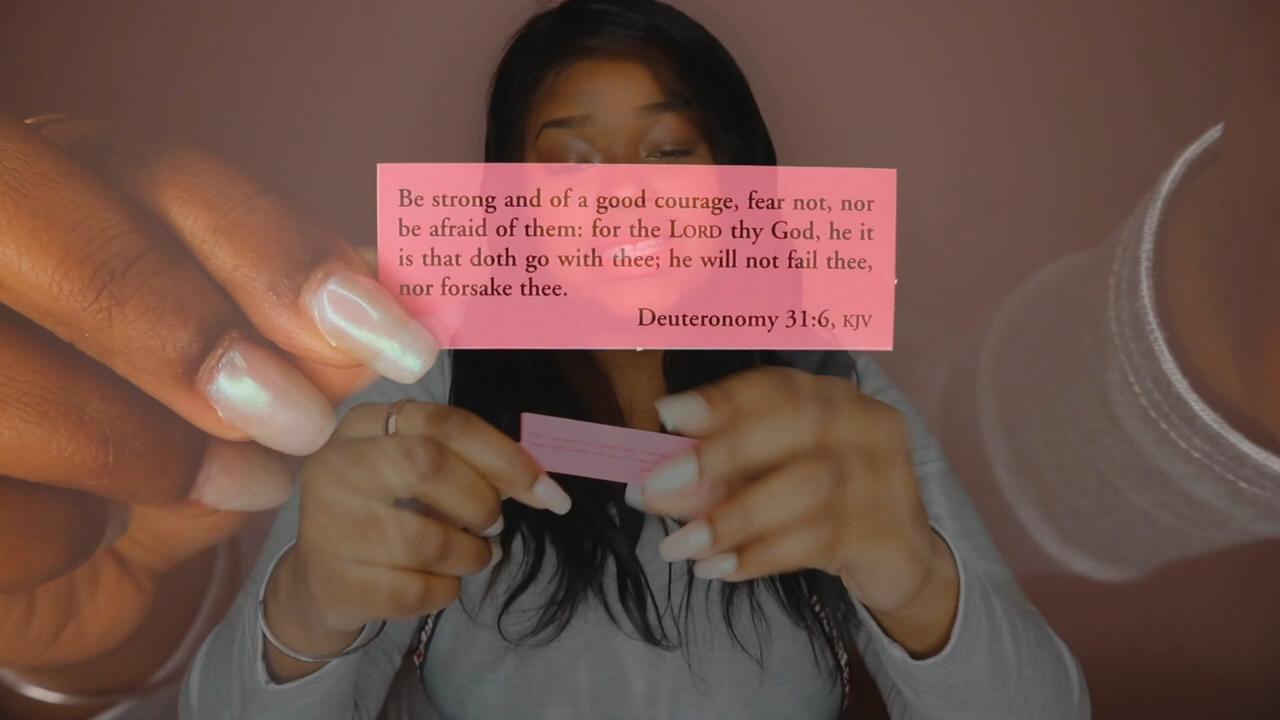 Be strong and of a good courage, fear not, nor
be afraid of them: for the LORD thy God, he it
is that doth go with thee; he will not fail thee,
nor forsake thee.
Deuteronomy 31:6, KJV